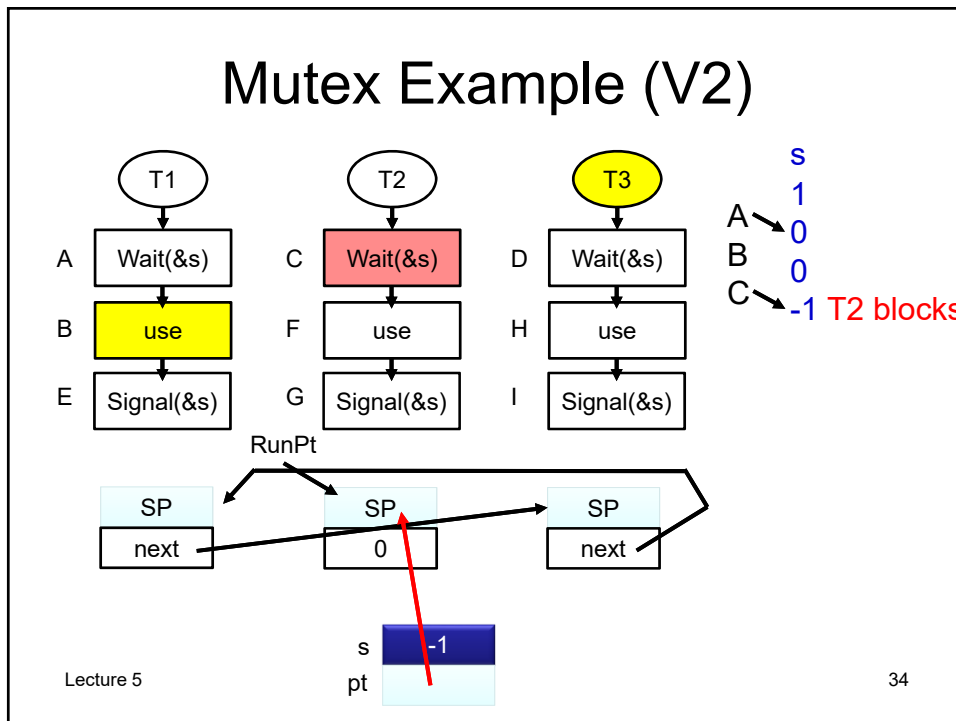 Mutex Example (V2)
T1 T2 T3
A Wait(&s) C Wait(&s) D Wait(&s)
B use F use H use
E Signal(&s) G Signal(&s) I Signal(&s)
s
1
A 0
B 0
C -1 T2 blocks
RunPt
SP SP SP
next 0 next
s -1
pt
Lecture 5 34